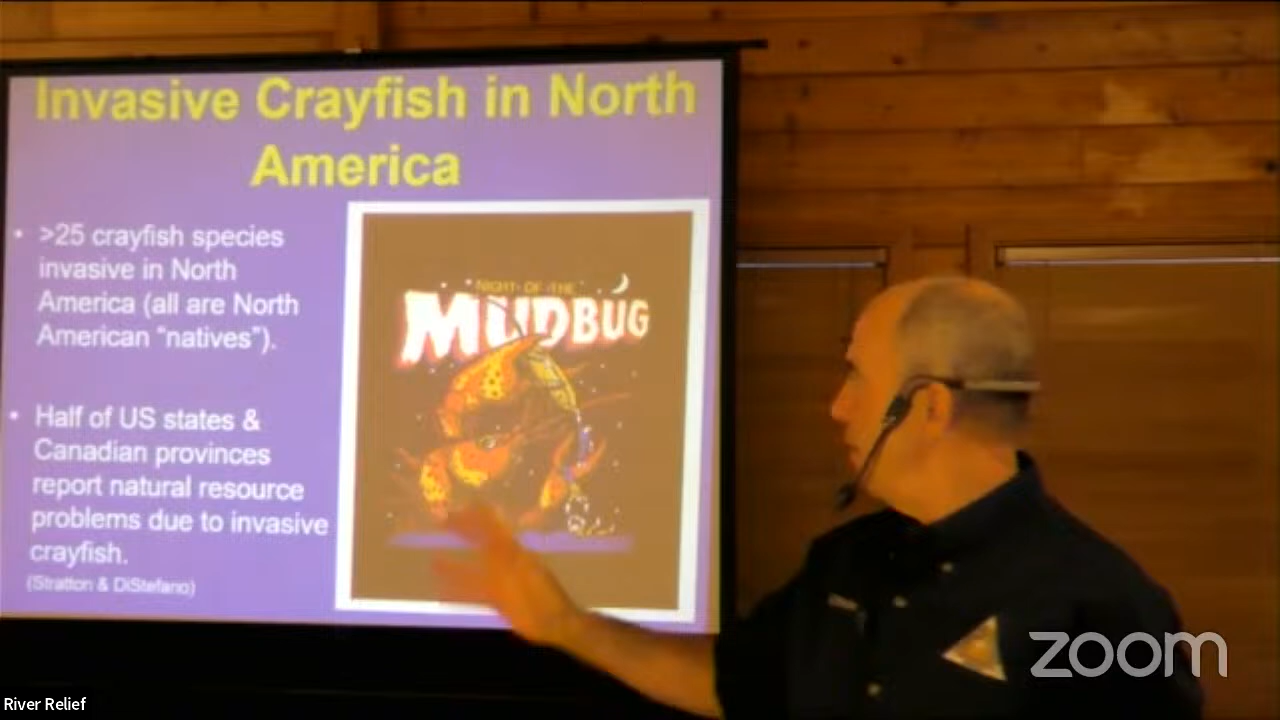 Invasive Crayfish in North
America
• >25 crayfish species
invasive in North
America (all are North
American “natives”).
• Half of US states &
Canadian provinces
report natural resource
problems due to invasive
crayfish.
(Stratton & DiStefano)
NIGHT OF THE
MUDBUG
zoom
River Relief